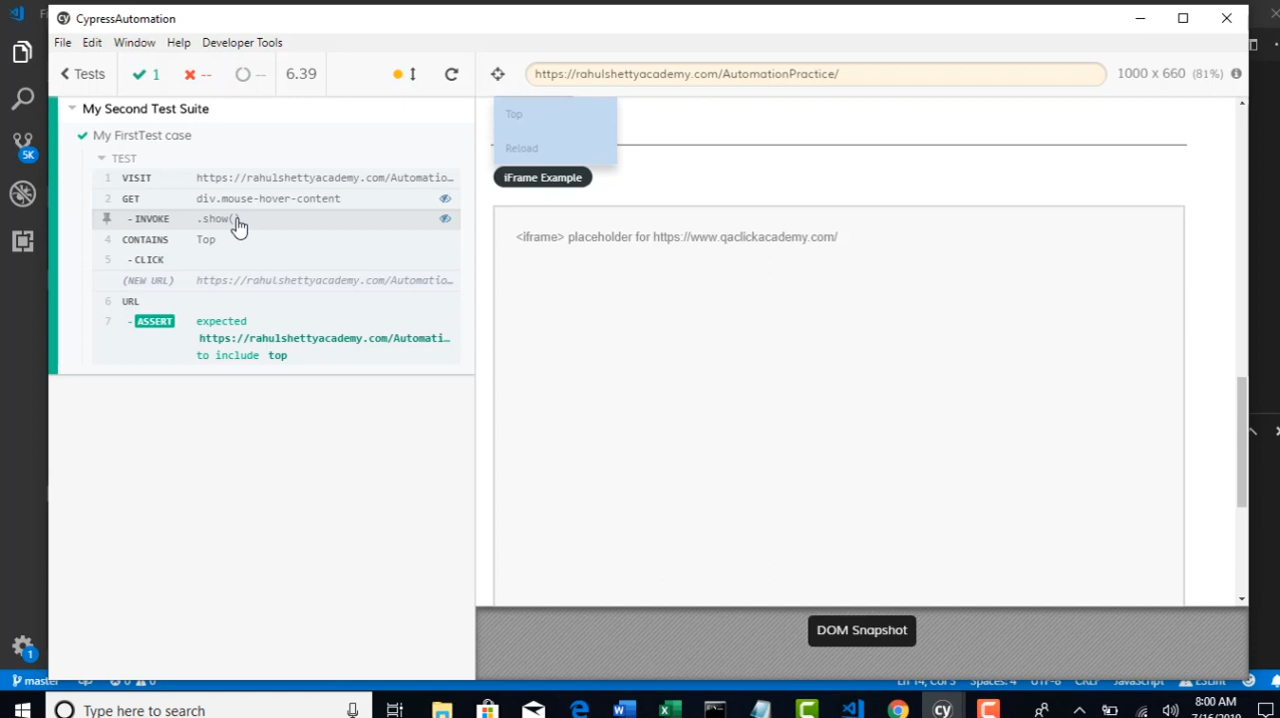 CypressAutomation
File Edit Window Help Developer Tools
Tests 1 -- -- 6.39 https://rahulshettyacademy.com/AutomationPractice/ 1000 x 660 (81%)
My Second Test Suite
My FirstTest case
TEST
1 VISIT https://rahulshettyacademy.com/Automatio…
2 GET div.mouse-hover-content
- INVOKE .show()
4 CONTAINS Top
5 - CLICK
(NEW URL) https://rahulshettyacademy.com/Automatio…
6 URL
7 - ASSERT expected
https://rahulshettyacademy.com/Automati…
to include top
Top
Reload
iFrame Example
<iframe> placeholder for https://www.qaclickacademy.com/
DOM Snapshot
5K
1
master
JavaScript ESLint
Type here to search
8:00 AM